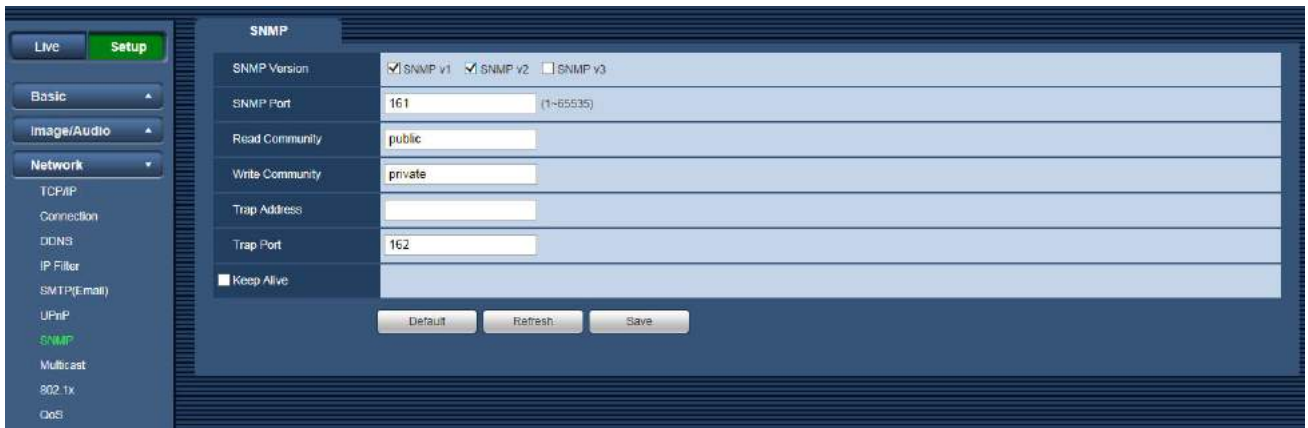 Live Setup
Basic
Image/Audio
Network
TCP/IP
Connection
DDNS
IP Filter
SMTP(Email)
UPnP
SNMP
Multicast
802.1x
QoS
SNMP
SNMP Version SNMP v1 SNMP v2 SNMP v3
SNMP Port 161 (1~65535)
Read Community public
Write Community private
Trap Address
Trap Port 162
Keep Alive
Default Refresh Save